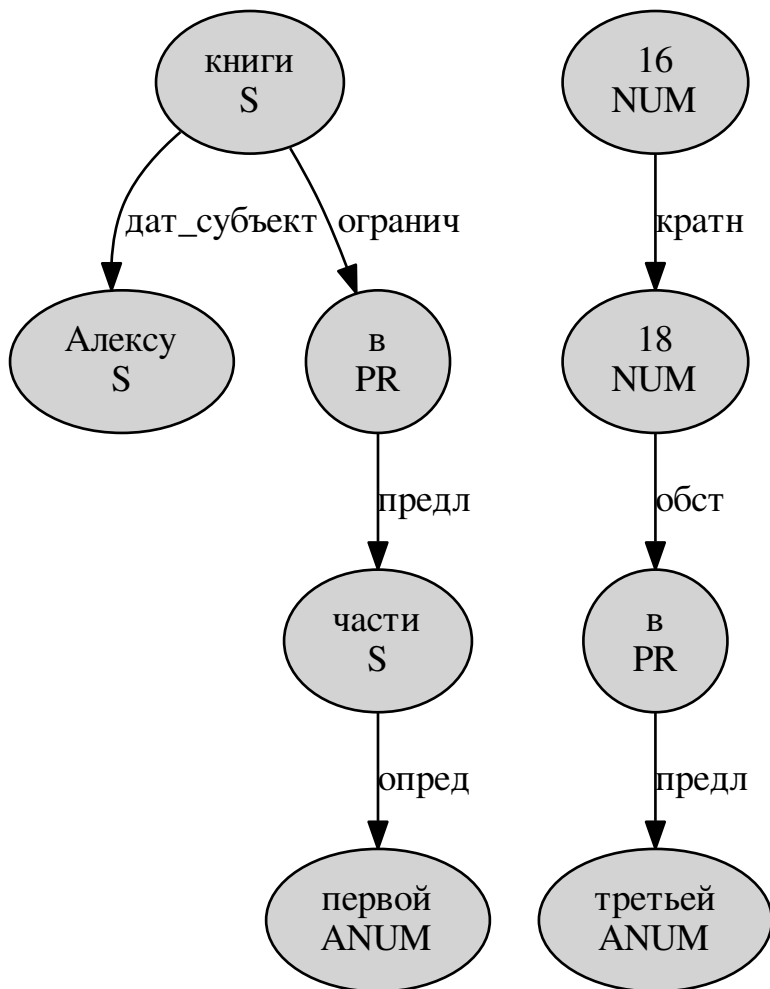 книги
S
16
NUM
дат_субъект
огранич
кратн
Алексу
S
в
PR
18
NUM
предл
обст
части
S
в
PR
опред
предл
первой
ANUM
третьей
ANUM